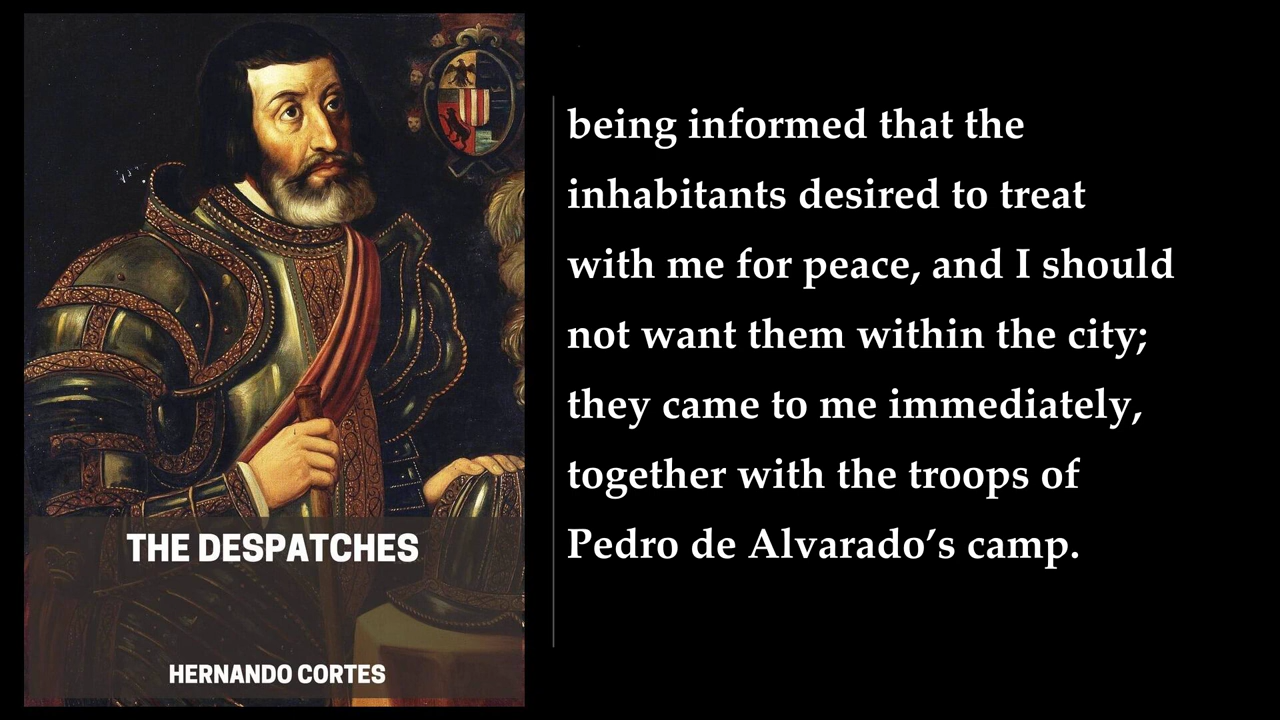 THE DESPATCHES
HERNANDO CORTES
being informed that the
inhabitants desired to treat
with me for peace, and I should
not want them within the city;
they came to me immediately,
together with the troops of
Pedro de Alvarado’s camp.